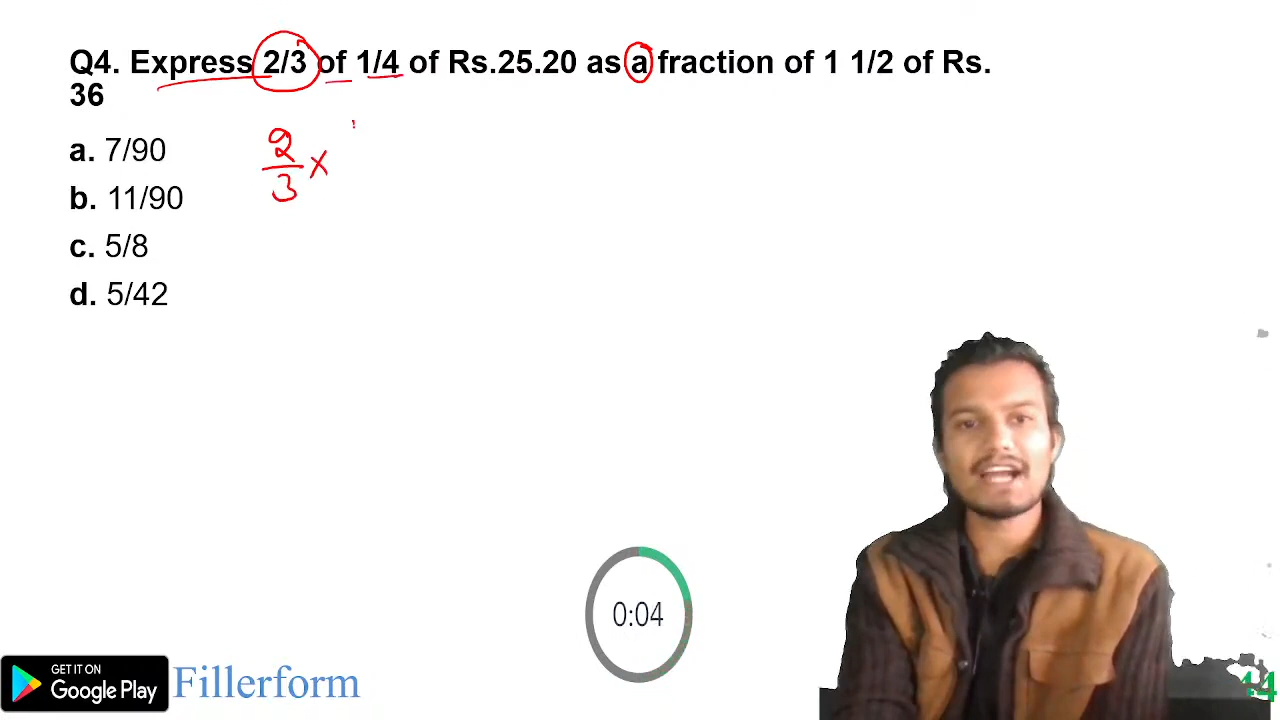 Q4. Express 2/3 of 1/4 of Rs.25.20 as a fraction of 1 1/2 of Rs.
36
a. 7/90
b. 11/90
c. 5/8
d. 5/42
2/3 ×
0:04
GET IT ON
Google Play
Fillerform